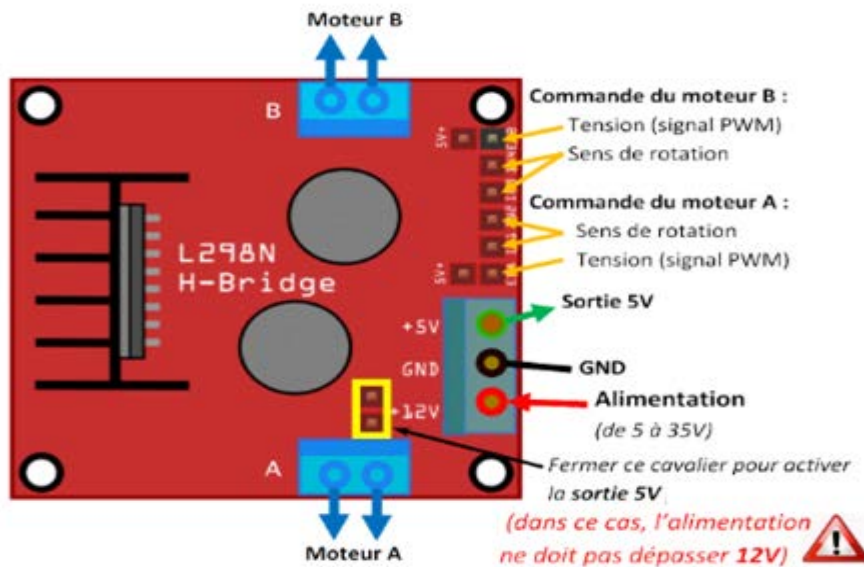 Moteur B
B
Commande du moteur B :
Tension (signal PWM)
Sens de rotation
5V+
Commande du moteur A :
Sens de rotation
Tension (signal PWM)
5V+
L298N
H-Bridge
Sortie 5V
+5V
GND
GND
+12V
Alimentation
(de 5 à 35V)
A
Fermer ce cavalier pour activer
la sortie 5V
(dans ce cas, l'alimentation
ne doit pas dépasser 12V)
Moteur A